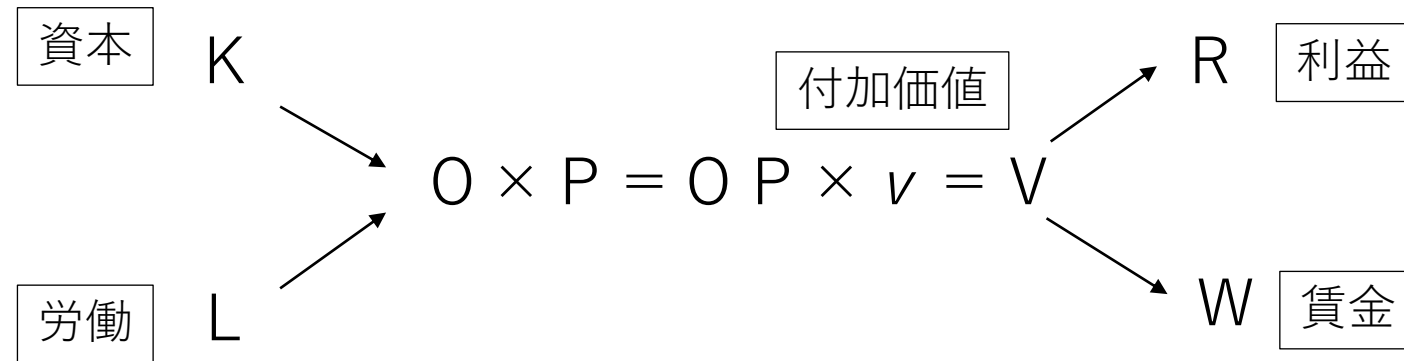 資本 K
付加価値
R 利益
O × P = O P × v = V
労働 L
W 賃金